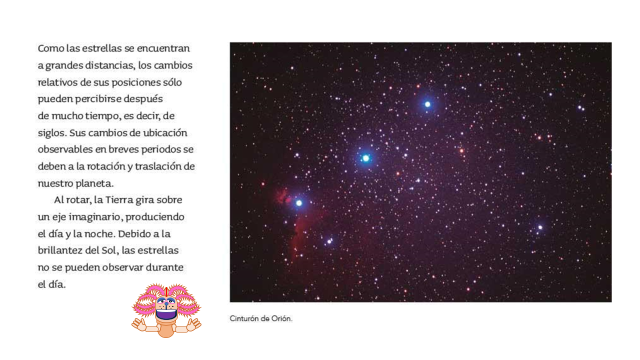 Como las estrellas se encuentran
a grandes distancias, los cambios
relativos de sus posiciones sólo
pueden percibirse después
de mucho tiempo, es decir, de
siglos. Sus cambios de ubicación
observables en breves periodos se
deben a la rotación y traslación de
nuestro planeta.
Al rotar, la Tierra gira sobre
un eje imaginario, produciendo
el día y la noche. Debido a la
brillantez del Sol, las estrellas
no se pueden observar durante
el día.
Cinturón de Orión.